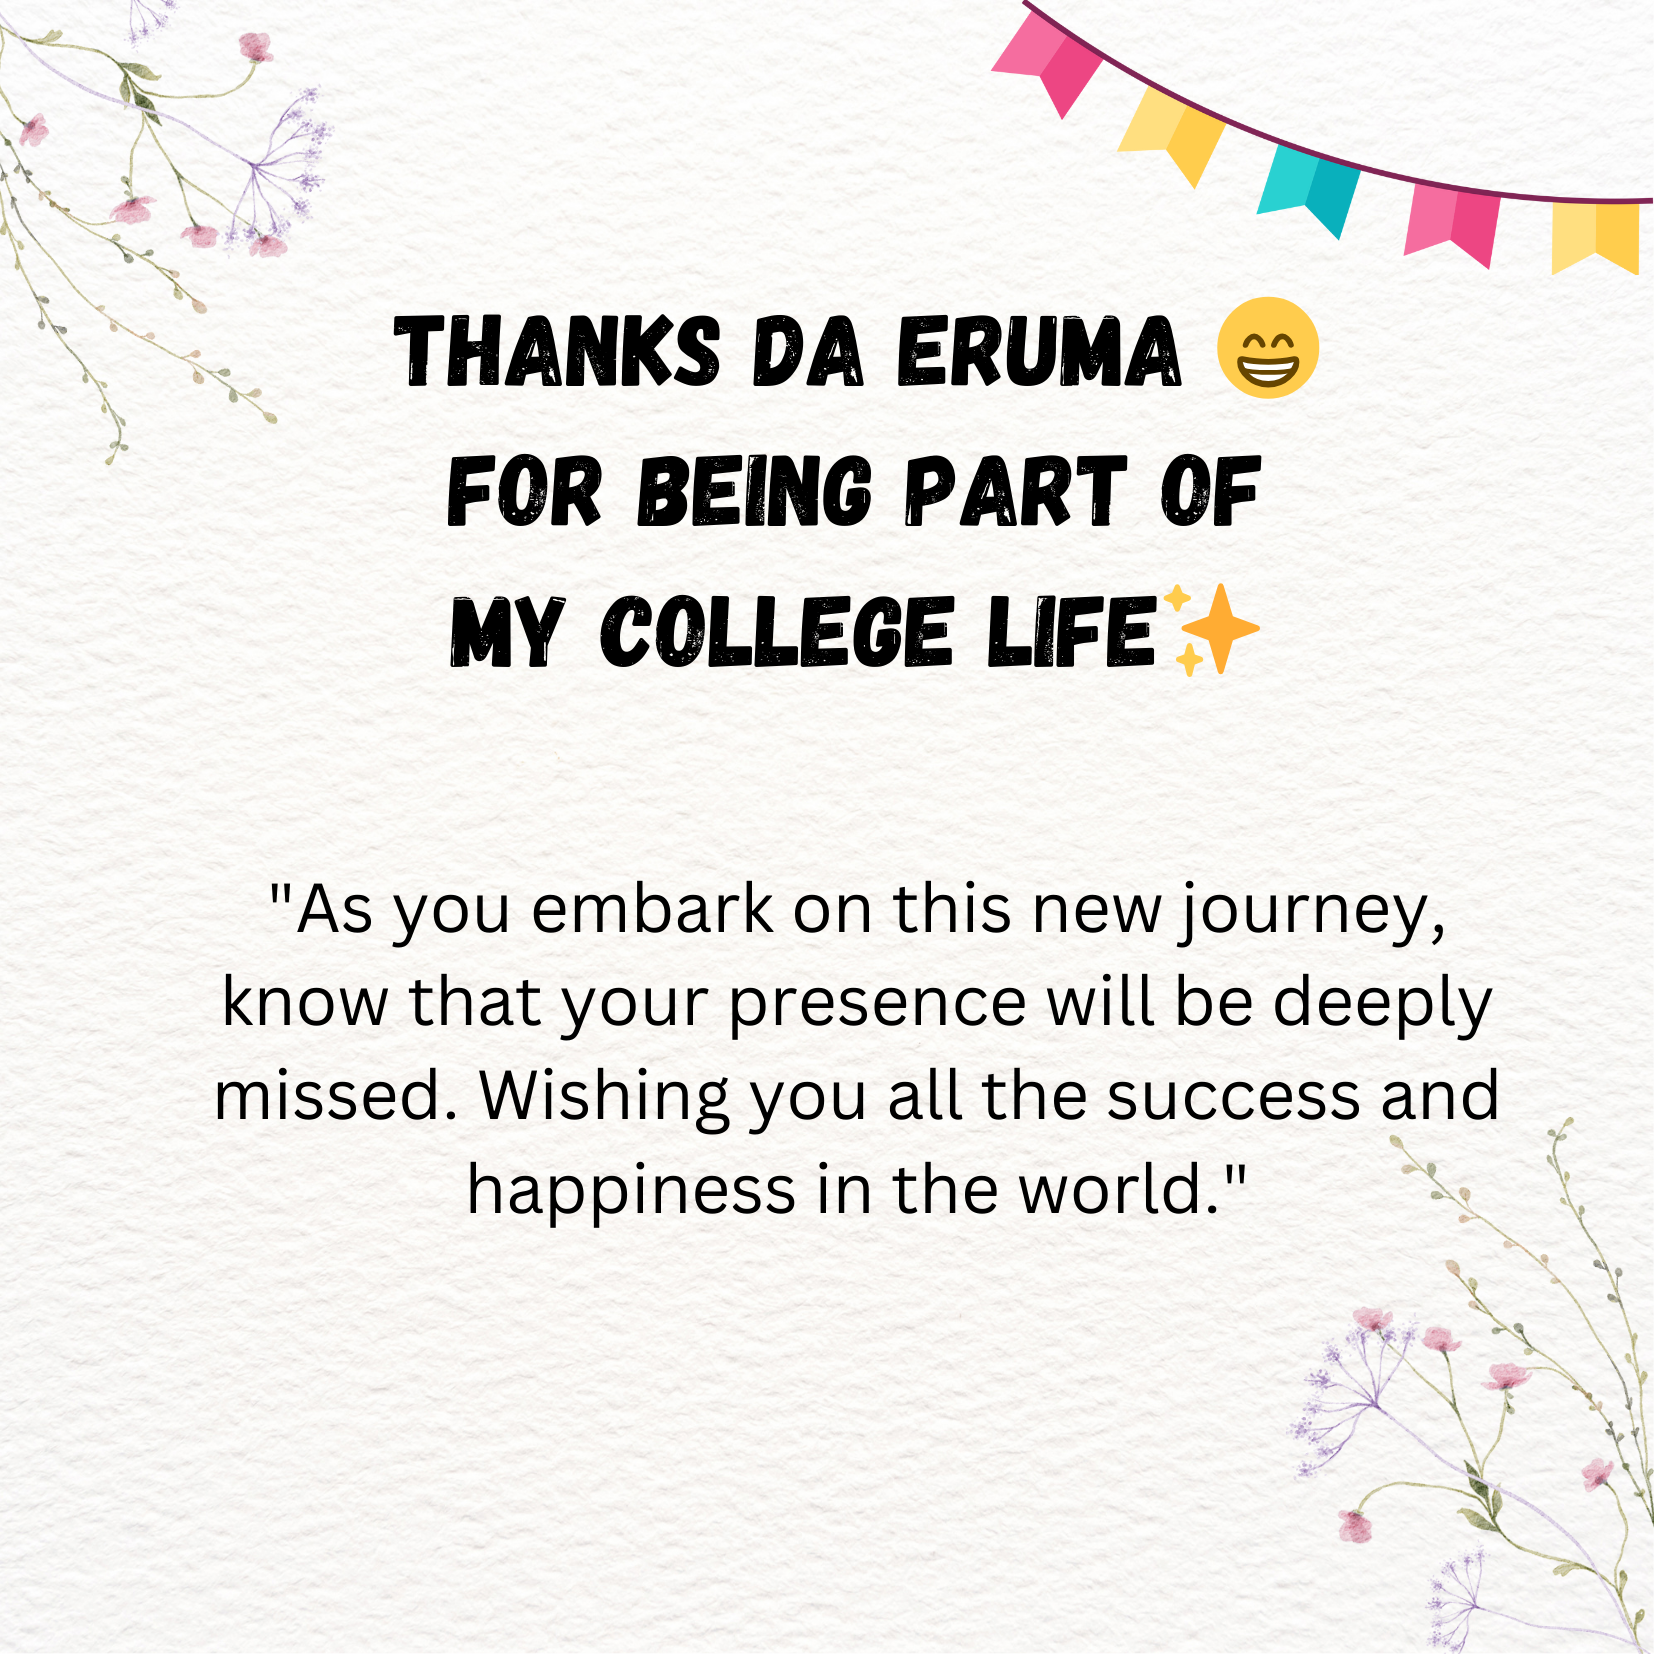 THANKS DA ERUMA 😁
FOR BEING PART OF
MY COLLEGE LIFE✨
"As you embark on this new journey,
know that your presence will be deeply
missed. Wishing you all the success and
happiness in the world."